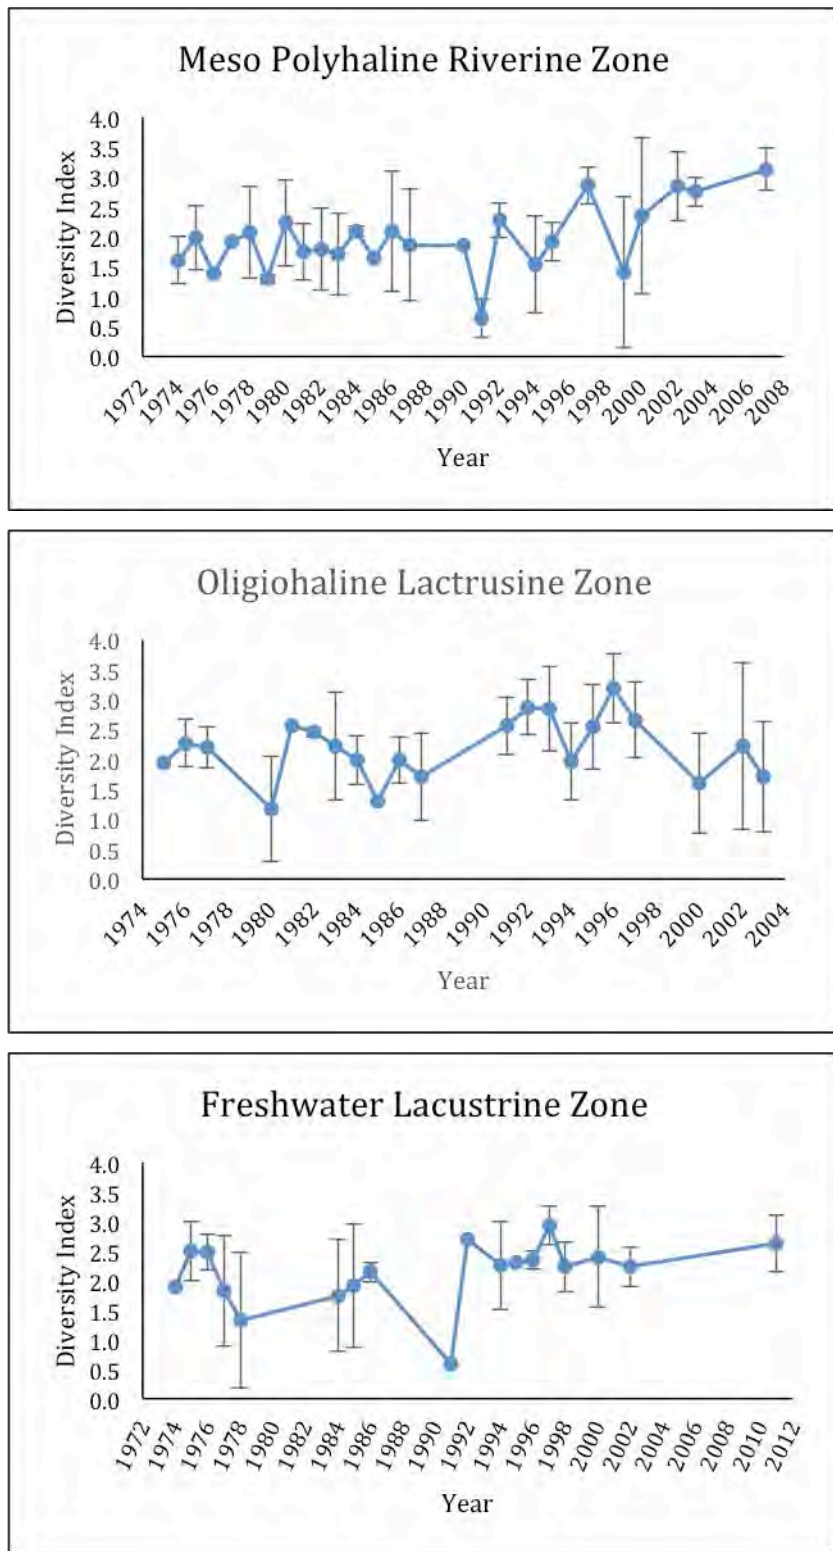 Meso Polyhaline Riverine Zone
4.0
3.5
3.0
2.5
2.0
1.5
1.0
0.5
0.0
Diversity Index
1972 1974 1976 1978 1980 1982 1984 1986 1988 1990 1992 1994 1996 1998 2000 2002 2004 2006 2008
Year
Oligiohaline Lactrusine Zone
4.0
3.5
3.0
2.5
2.0
1.5
1.0
0.5
0.0
Diversity Index
1974 1976 1978 1980 1982 1984 1986 1988 1990 1992 1994 1996 1998 2000 2002 2004
Year
Freshwater Lacustrine Zone
4.0
3.5
3.0
2.5
2.0
1.5
1.0
0.5
0.0
Diversity Index
1972 1974 1976 1978 1980 1982 1984 1986 1988 1990 1992 1994 1996 1998 2000 2002 2004 2006 2008 2010 2012
Year